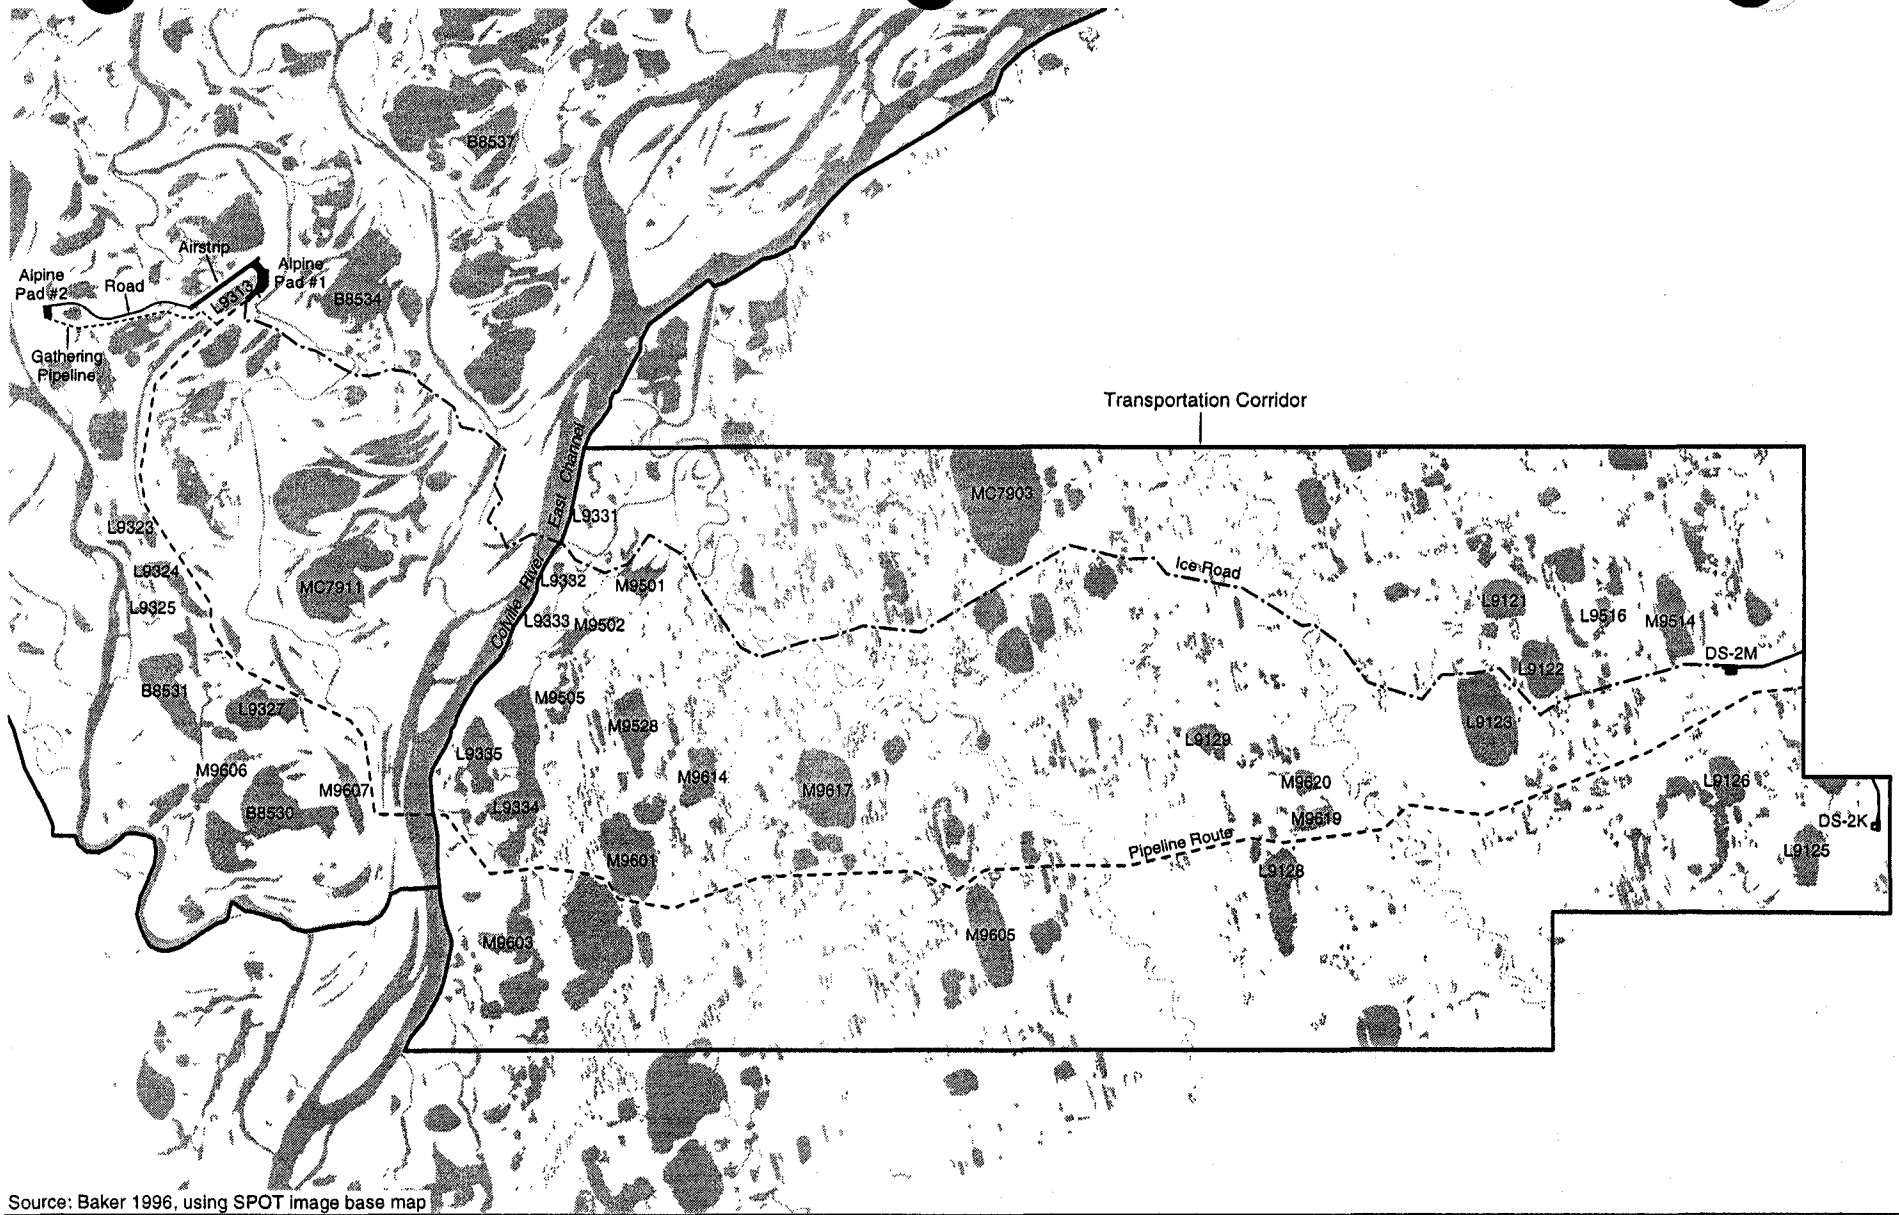 B8537
Airstrip
Alpine
Pad #2
Road
Alpine
Pad #1
L9313
B8534
Gathering
Pipeline
Transportation Corridor
Colville River East Channel
MC7903
L9331
L9323
L9324
L9325
MC7911
L9332
M9501
L9333
M9502
Ice Road
L9121
L9516
M9514
DS-2M
L9122
B8531
L9327
M9505
M9528
L9335
L9129
L9123
M9606
M9607
B8530
M9614
M9617
L9334
M9620
M9619
L9126
DS-2K
L9125
Pipeline Route
M9601
L9128
M9603
M9605
Source: Baker 1996, using SPOT image base map